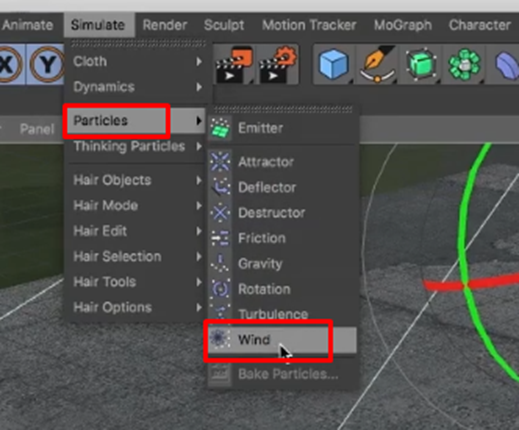 Animate Simulate Render Sculpt Motion Tracker MoGraph Character
X Y
Panel
Cloth
Dynamics
Particles
Thinking Particles
Hair Objects
Hair Mode
Hair Edit
Hair Selection
Hair Tools
Hair Options
Emitter
Attractor
Deflector
Destructor
Friction
Gravity
Rotation
Turbulence
Wind
Bake Particles...